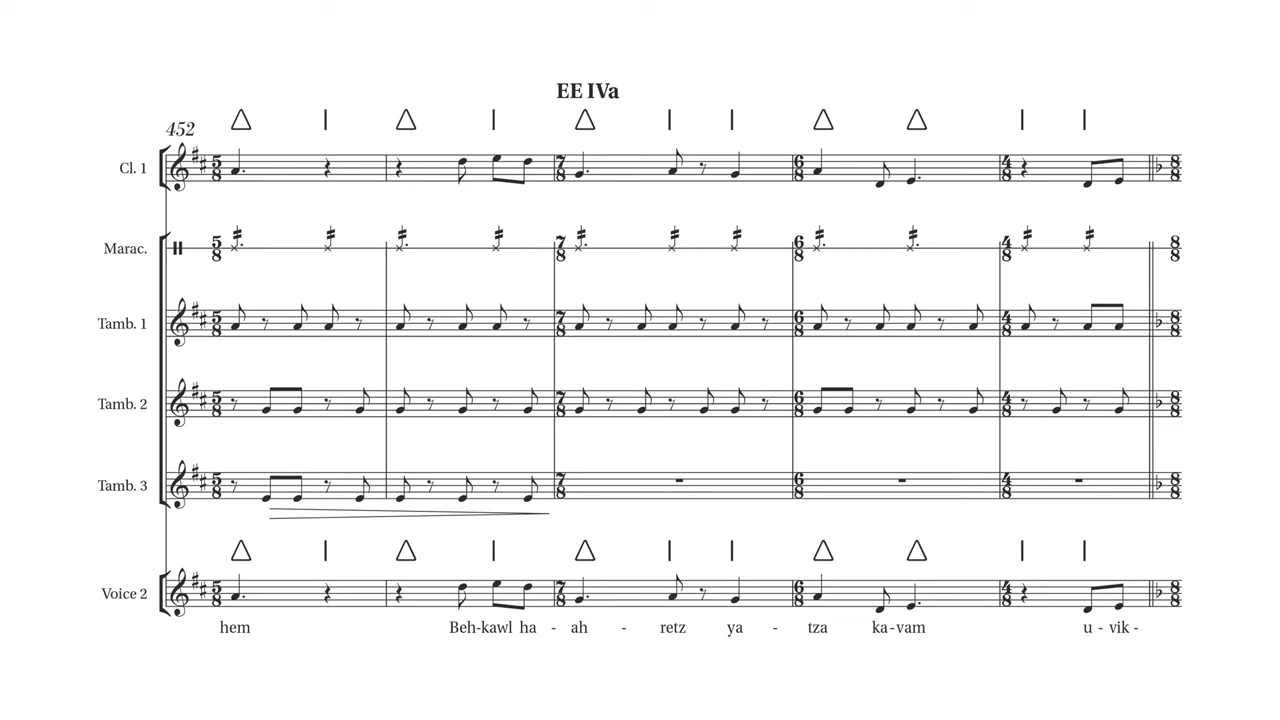 EE IVa
452
Cl. 1
Marac.
Tamb. 1
Tamb. 2
Tamb. 3
Voice 2
hem Beh-kawl ha - ah - retz ya - tza ka-vam u - vik -